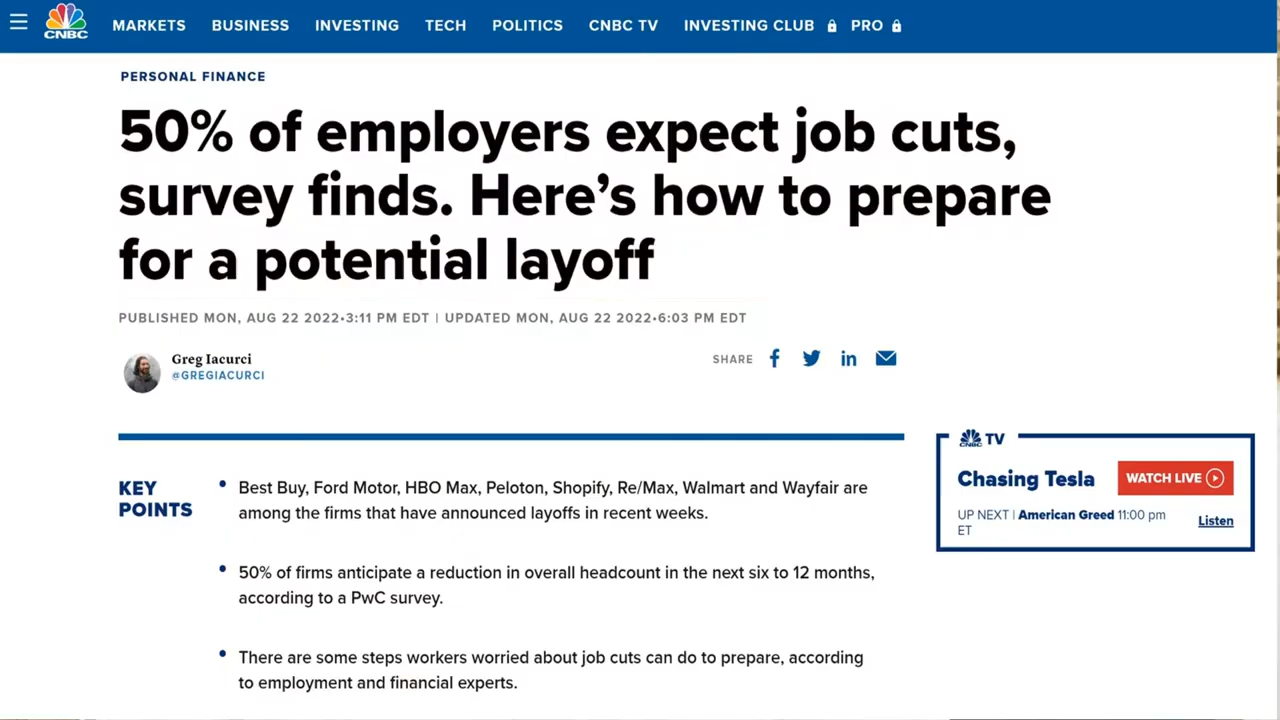 CNBC
MARKETS BUSINESS INVESTING TECH POLITICS CNBC TV INVESTING CLUB PRO
PERSONAL FINANCE
50% of employers expect job cuts,
survey finds. Here’s how to prepare
for a potential layoff
PUBLISHED MON, AUG 22 2022•3:11 PM EDT | UPDATED MON, AUG 22 2022•6:03 PM EDT
Greg Iacurci
@GREGIACURCI
SHARE
KEY
POINTS
• Best Buy, Ford Motor, HBO Max, Peloton, Shopify, Re/Max, Walmart and Wayfair are
among the firms that have announced layoffs in recent weeks.
• 50% of firms anticipate a reduction in overall headcount in the next six to 12 months,
according to a PwC survey.
• There are some steps workers worried about job cuts can do to prepare, according
to employment and financial experts.
TV
Chasing Tesla
WATCH LIVE
UP NEXT | American Greed 11:00 pm
ET
Listen